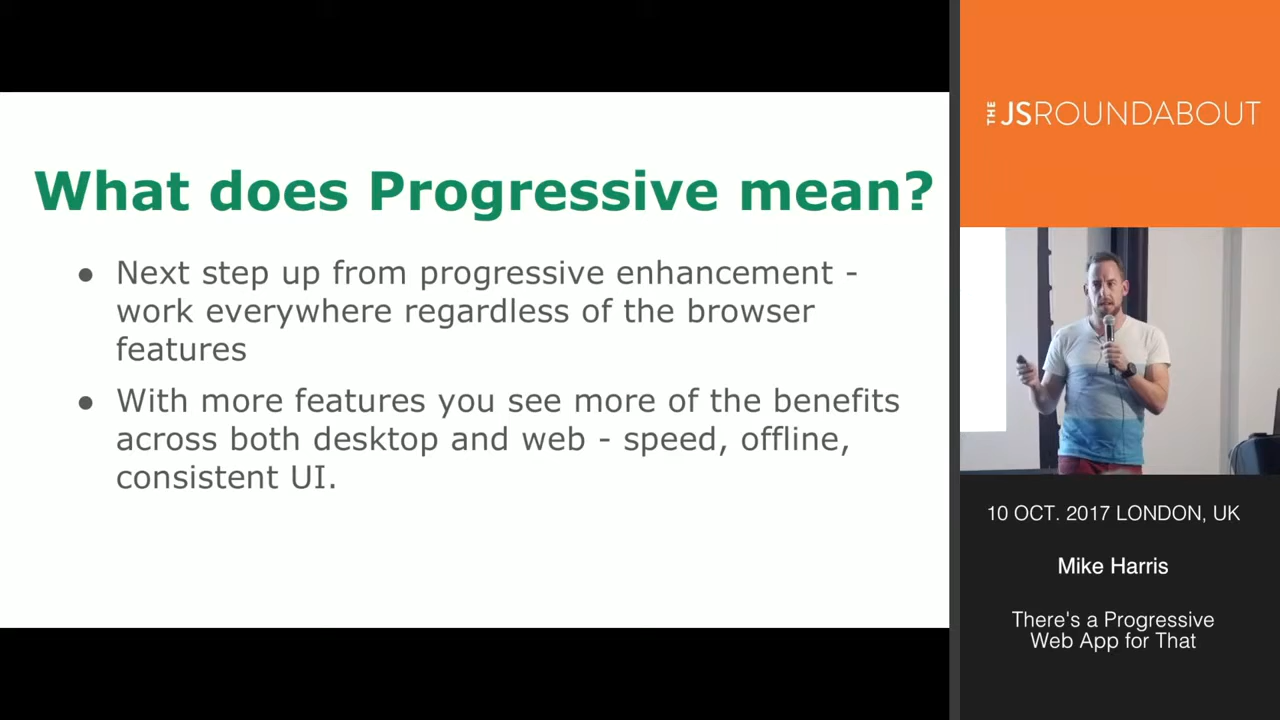 What does Progressive mean?
● Next step up from progressive enhancement -
work everywhere regardless of the browser
features
● With more features you see more of the benefits
across both desktop and web - speed, offline,
consistent UI.
THE JSROUNDABOUT
10 OCT. 2017 LONDON, UK
Mike Harris
There's a Progressive
Web App for That